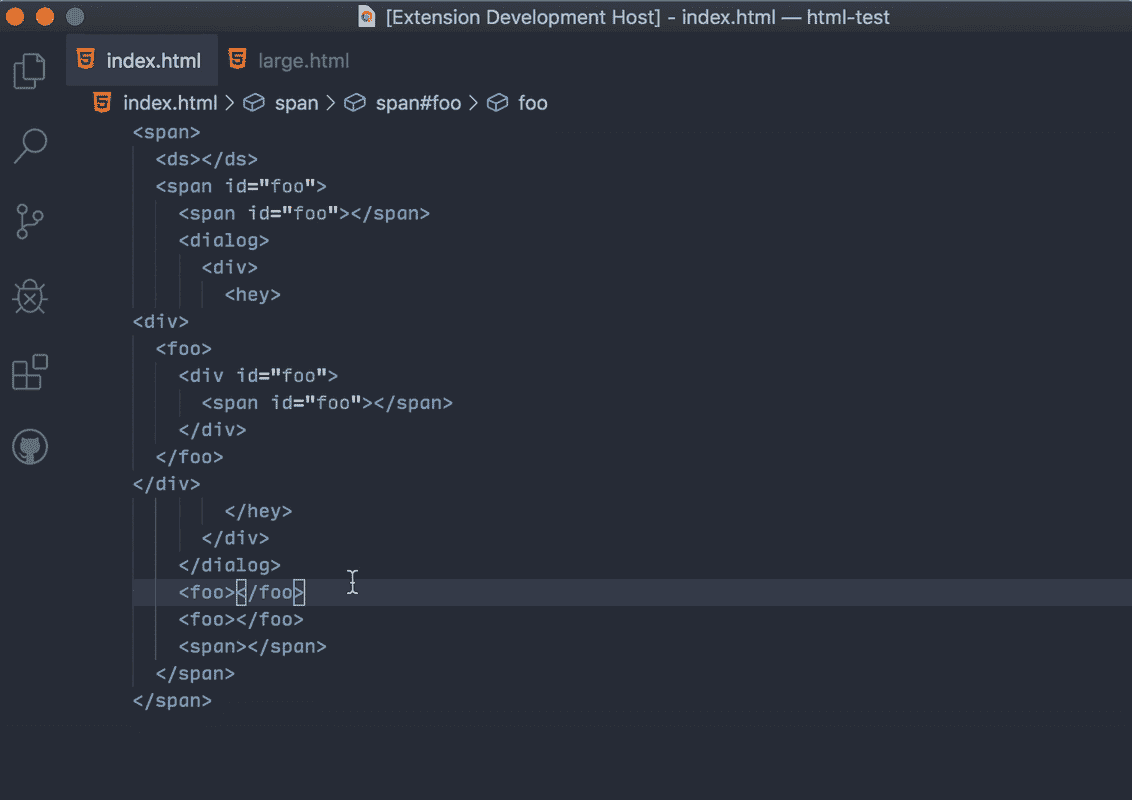 [Extension Development Host] - index.html — html-test
index.html large.html
index.html > span > span#foo > foo
<span>
  <ds></ds>
  <span id="foo">
    <span id="foo"></span>
    <dialog>
      <div>
        <hey>
<div>
  <foo>
    <div id="foo">
      <span id="foo"></span>
    </div>
  </foo>
</div>
        </hey>
      </div>
    </dialog>
    <foo></foo>
    <foo></foo>
    <span></span>
  </span>
</span>